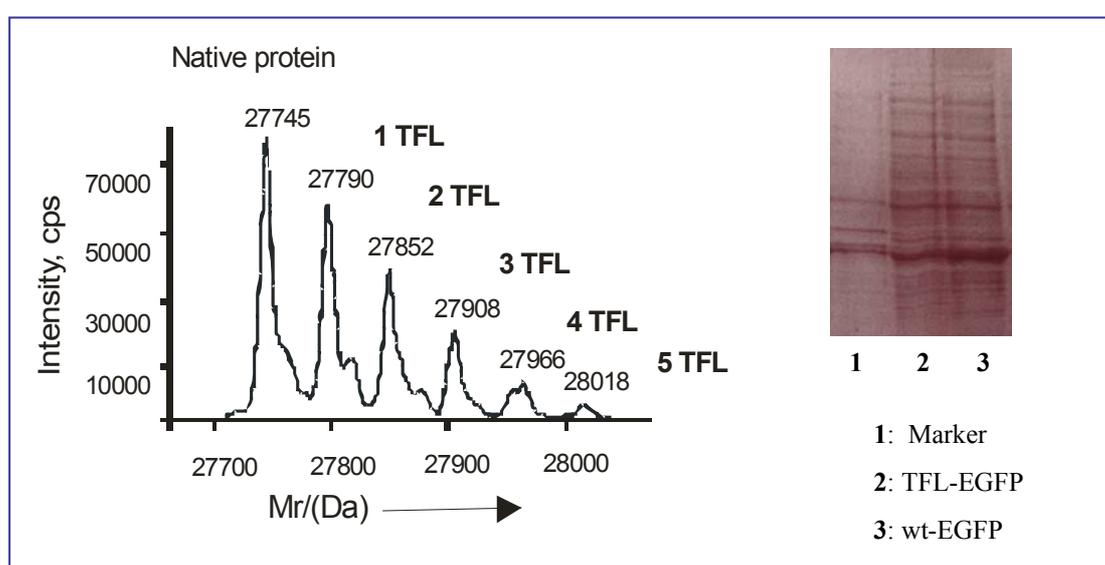 Native protein
27745
1 TFL
27790
2 TFL
27852
3 TFL
27908
4 TFL
27966
5 TFL
28018
70000
50000
30000
10000
Intensity, cps
27700 27800 27900 28000
Mr/(Da)
1 2 3
1: Marker
2: TFL-EGFP
3: wt-EGFP